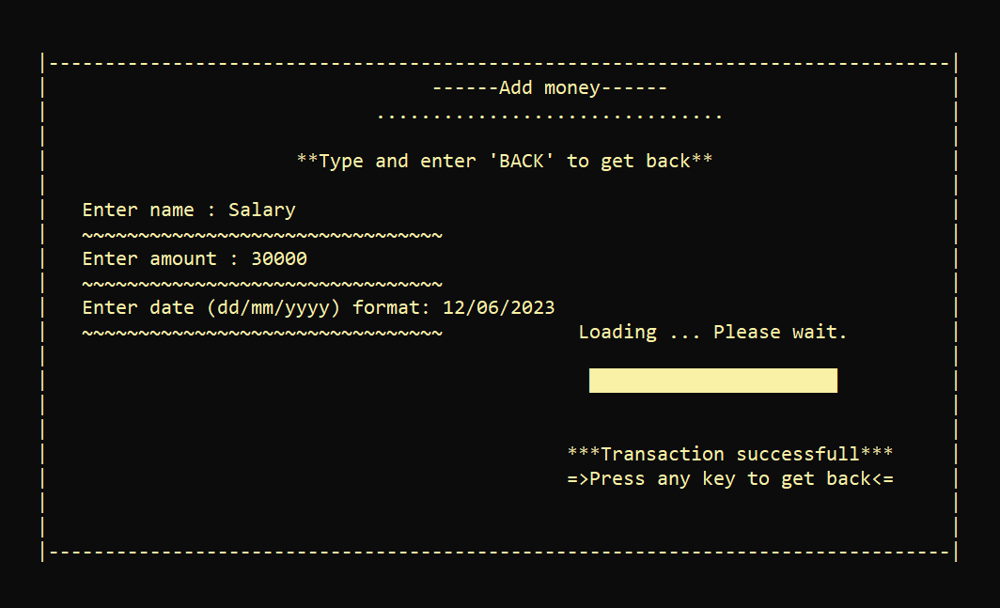 ------Add money------
...............................
**Type and enter 'BACK' to get back**
Enter name : Salary
~~~~~~~~~~~~~~~~~~~~~~~~~~~~~~~~
Enter amount : 30000
~~~~~~~~~~~~~~~~~~~~~~~~~~~~~~~~
Enter date (dd/mm/yyyy) format: 12/06/2023
~~~~~~~~~~~~~~~~~~~~~~~~~~~~~~~~ Loading ... Please wait.
***Transaction successfull***
=>Press any key to get back<=